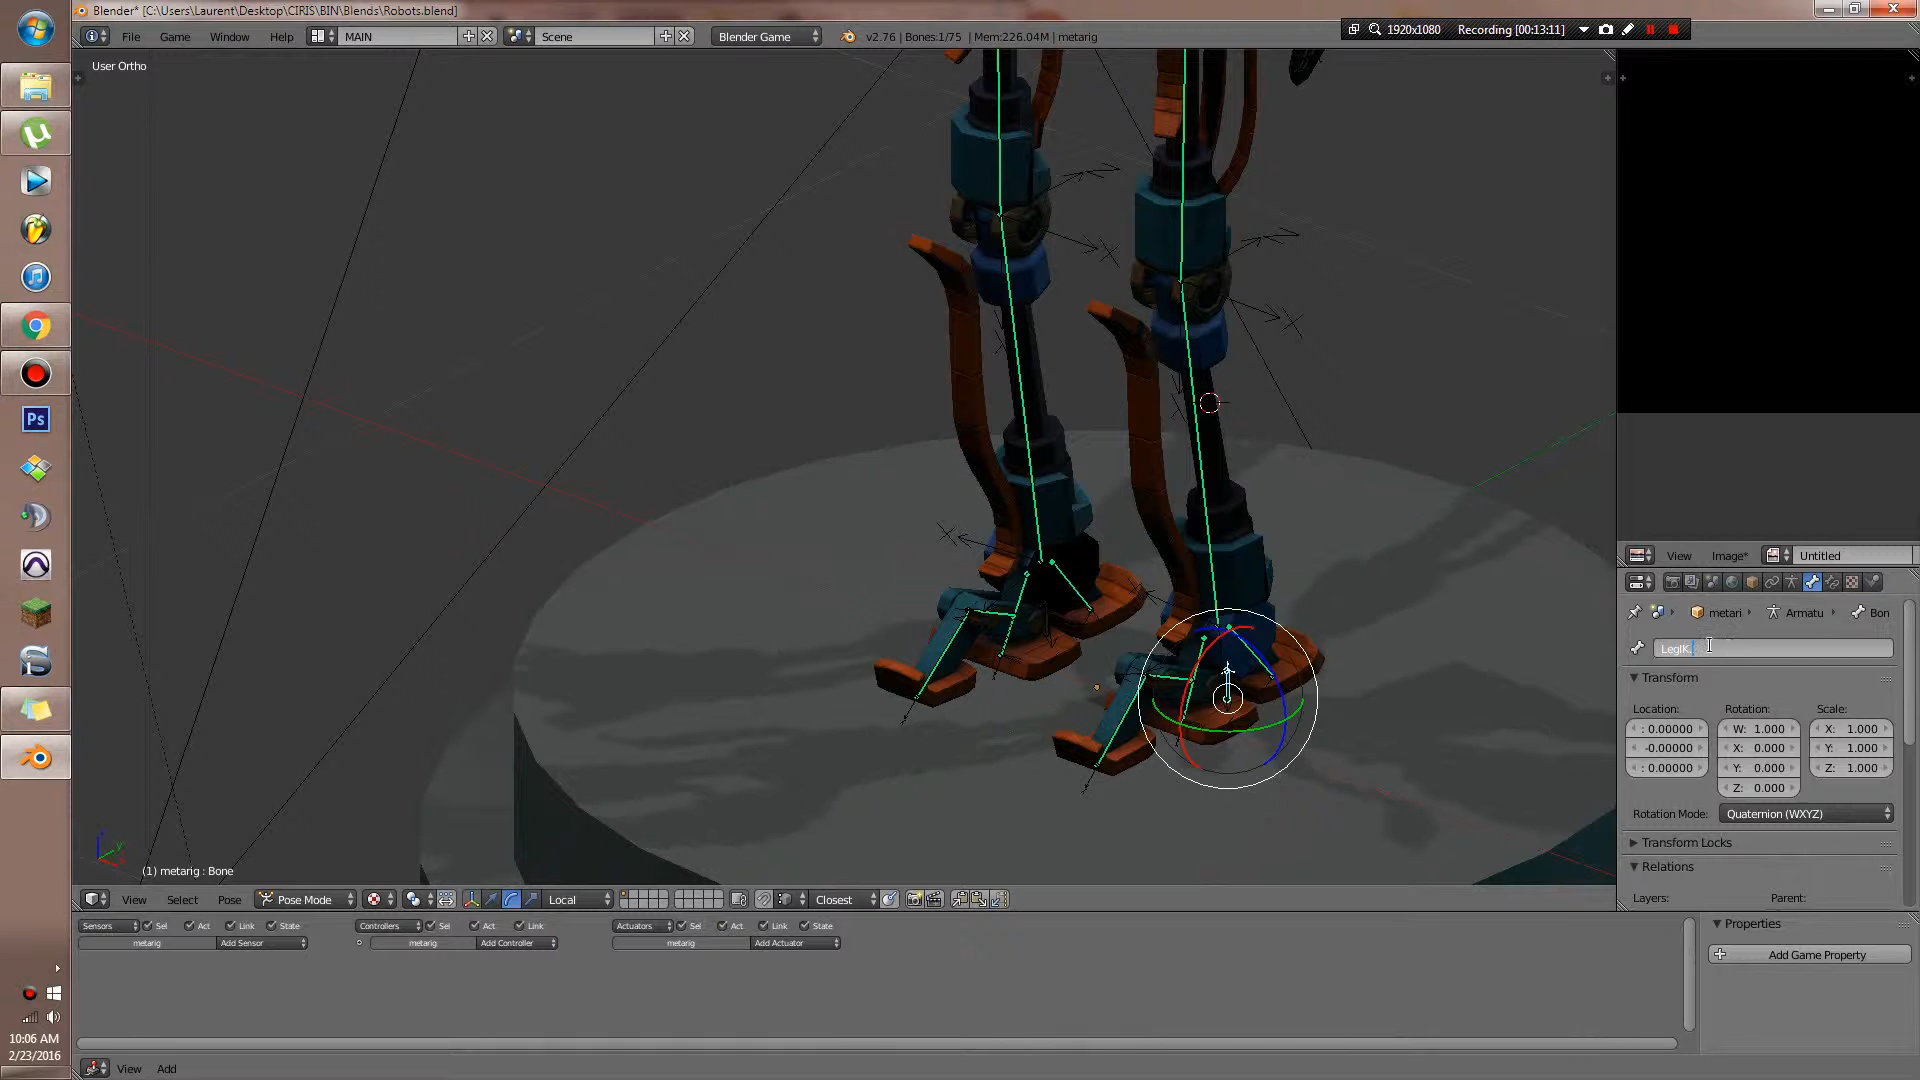 Blender* [C:\Users\Laurent\Desktop\CIRIS\BIN\Blends\Robots.blend]
File Game Window Help MAIN Scene Blender Game v2.76 | Bones:1/75 | Mem:226.04M | metarig
1920x1080 Recording [00:13:11]
User Ortho
Ps
View Image* Untitled
metari Armatu Bon
LegIK.
Transform
Location: Rotation: Scale:
: 0.00000 W: 1.000 X: 1.000
-0.00000 X: 0.000 Y: 1.000
: 0.00000 Y: 0.000 Z: 1.000
Z: 0.000
Rotation Mode: Quaternion (WXYZ)
Transform Locks
Relations
Layers: Parent:
(1) metarig : Bone
View Select Pose Pose Mode Local Closest
Sensors Sel Act Link State Controllers Sel Act Link Actuators Sel Act Link State
metarig Add Sensor metarig Add Controller metarig Add Actuator
Properties
Add Game Property
10:06 AM
2/23/2016
View Add